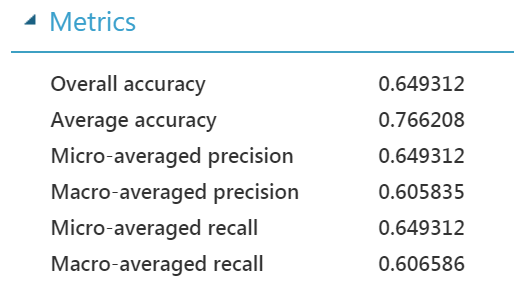 Metrics
Overall accuracy 0.649312
Average accuracy 0.766208
Micro-averaged precision 0.649312
Macro-averaged precision 0.605835
Micro-averaged recall 0.649312
Macro-averaged recall 0.606586